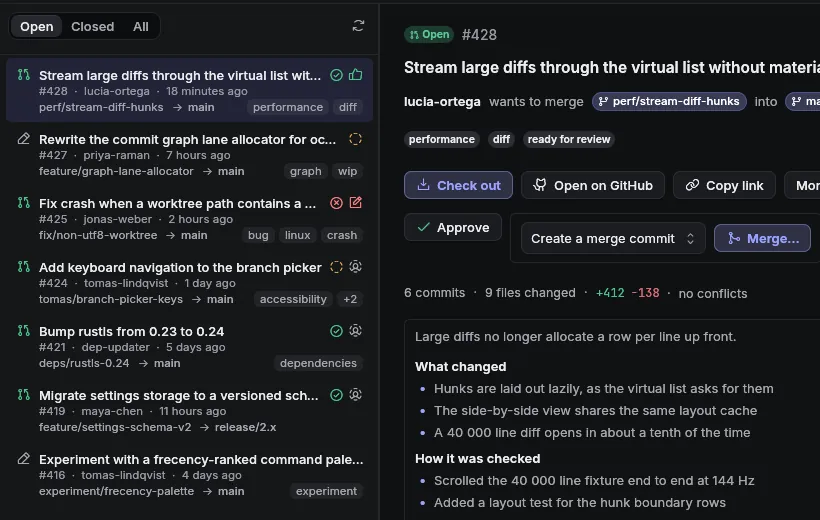 Open Closed All
Stream large diffs through the virtual list wit...
#428 · lucia-ortega · 18 minutes ago
perf/stream-diff-hunks → main performance diff
Rewrite the commit graph lane allocator for oc...
#427 · priya-raman · 7 hours ago
feature/graph-lane-allocator → main graph wip
Fix crash when a worktree path contains a ...
#425 · jonas-weber · 2 hours ago
fix/non-utf8-worktree → main bug linux crash
Add keyboard navigation to the branch picker
#424 · tomas-lindqvist · 1 day ago
tomas/branch-picker-keys → main accessibility +2
Bump rustls from 0.23 to 0.24
#421 · dep-updater · 5 days ago
deps/rustls-0.24 → main dependencies
Migrate settings storage to a versioned sch...
#419 · maya-chen · 11 hours ago
feature/settings-schema-v2 → release/2.x
Experiment with a frecency-ranked command pale...
#416 · tomas-lindqvist · 4 days ago
experiment/frecency-palette → main experiment
Open #428
Stream large diffs through the virtual list without materia
lucia-ortega wants to merge perf/stream-diff-hunks into ma
performance diff ready for review
Check out Open on GitHub Copy link Mor
Approve Create a merge commit Merge...
6 commits · 9 files changed · +412 -138 · no conflicts
Large diffs no longer allocate a row per line up front.
What changed
• Hunks are laid out lazily, as the virtual list asks for them
• The side-by-side view shares the same layout cache
• A 40 000 line diff opens in about a tenth of the time
How it was checked
• Scrolled the 40 000 line fixture end to end at 144 Hz
• Added a layout test for the hunk boundary rows